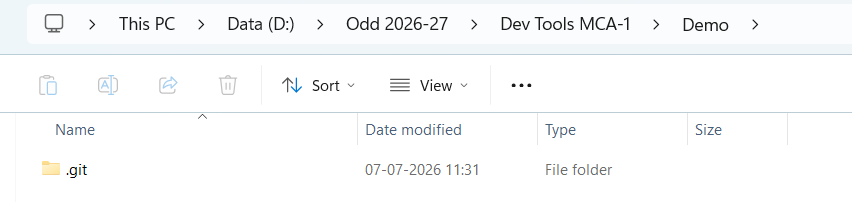 This PC > Data (D:) > Odd 2026-27 > Dev Tools MCA-1 > Demo >
Sort View ...
Name Date modified Type Size
.git 07-07-2026 11:31 File folder